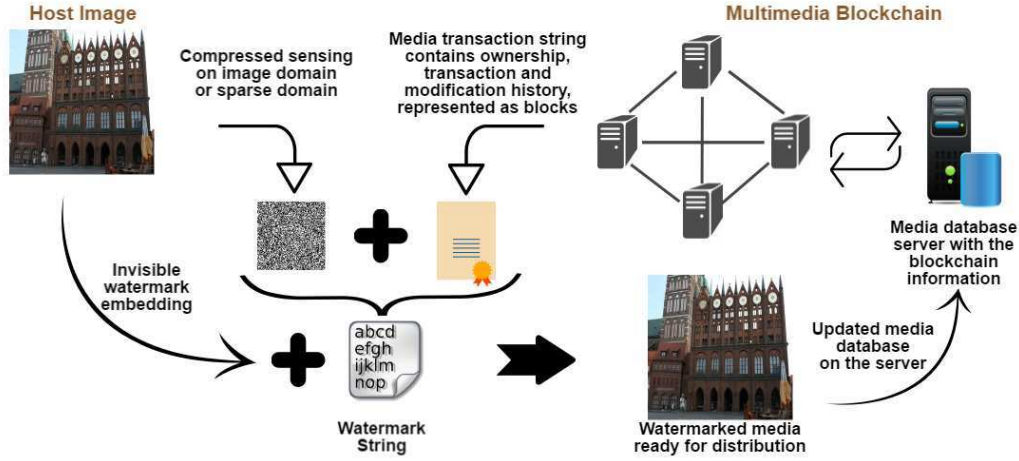 Host Image
Multimedia Blockchain
Compressed sensing
on image domain
or sparse domain
Media transaction string
contains ownership,
transaction and
modification history,
represented as blocks
Media database
server with the
blockchain
information
Invisible
watermark
embedding
abcd
efgh
ijklm
nop
Updated media
database
on the server
Watermark
String
Watermarked media
ready for distribution